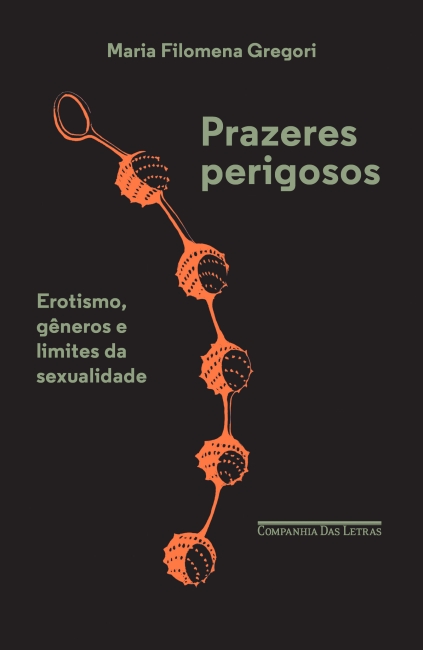 Maria Filomena Gregori
Prazeres
perigosos
Erotismo,
gêneros e
limites da
sexualidade
COMPANHIA DAS LETRAS